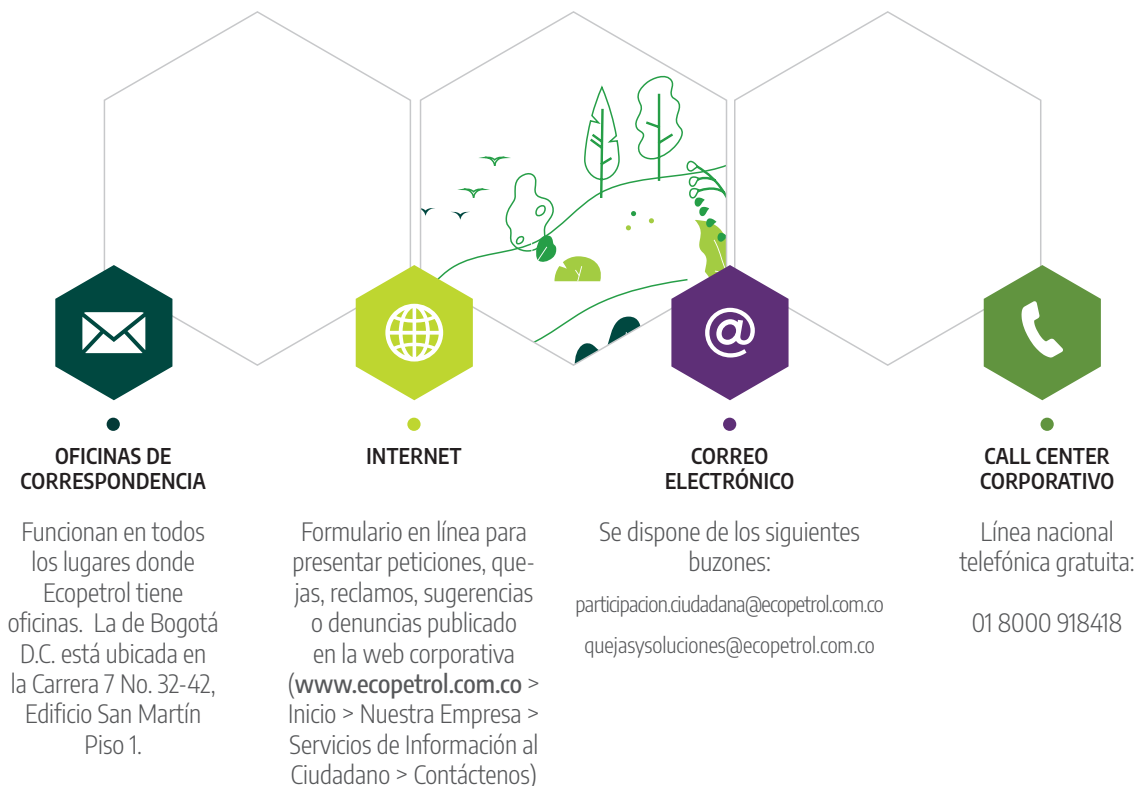 OFICINAS DE
CORRESPONDENCIA
Funcionan en todos
los lugares donde
Ecopetrol tiene
oficinas. La de Bogotá
D.C. está ubicada en
la Carrera 7 No. 32-42,
Edificio San Martín
Piso 1.
INTERNET
Formulario en línea para
presentar peticiones, que-
jas, reclamos, sugerencias
o denuncias publicado
en la web corporativa
(www.ecopetrol.com.co >
Inicio > Nuestra Empresa >
Servicios de Información al
Ciudadano > Contáctenos)
@
CORREO
ELECTRÓNICO
Se dispone de los siguientes
buzones:
participacion.ciudadana@ecopetrol.com.co
quejasysoluciones@ecopetrol.com.co
CALL CENTER
CORPORATIVO
Línea nacional
telefónica gratuita:
01 8000 918418